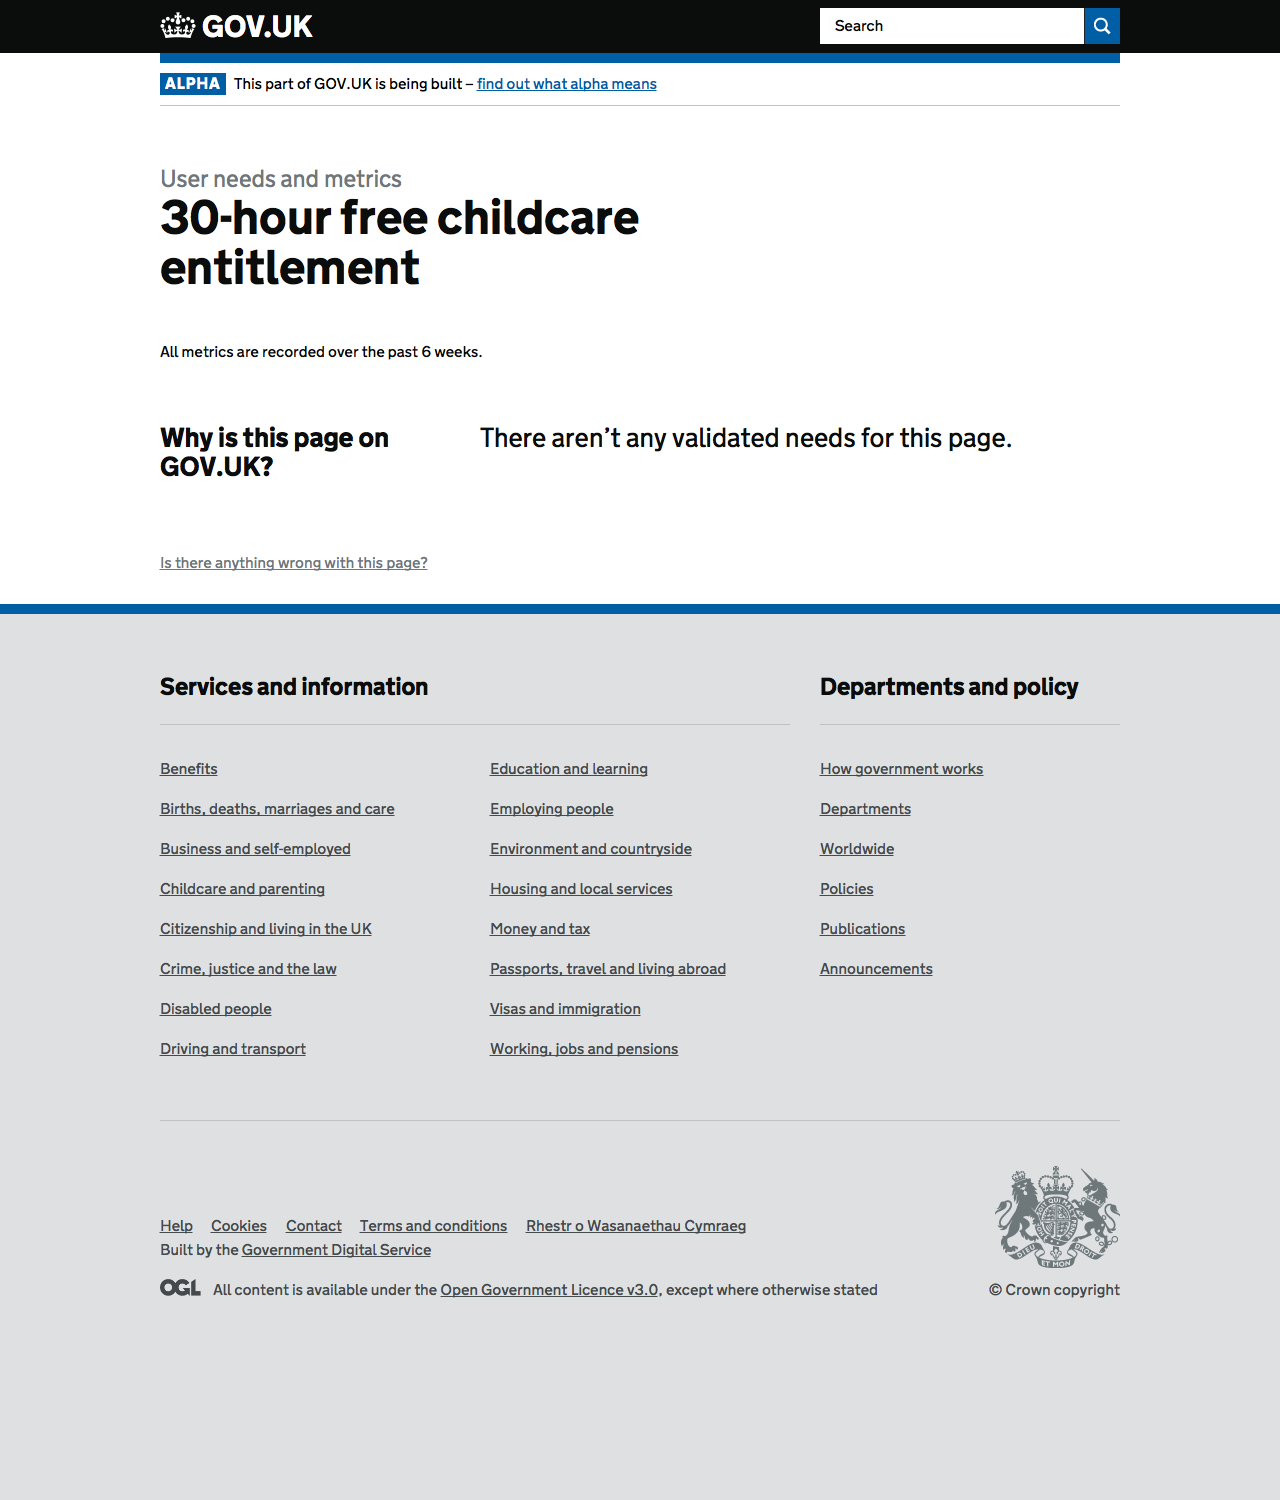 GOV.UK
Search
ALPHA This part of GOV.UK is being built – find out what alpha means
User needs and metrics
30-hour free childcare
entitlement
All metrics are recorded over the past 6 weeks.
Why is this page on
GOV.UK?
There aren’t any validated needs for this page.
Is there anything wrong with this page?
Services and information
Benefits
Births, deaths, marriages and care
Business and self-employed
Childcare and parenting
Citizenship and living in the UK
Crime, justice and the law
Disabled people
Driving and transport
Education and learning
Employing people
Environment and countryside
Housing and local services
Money and tax
Passports, travel and living abroad
Visas and immigration
Working, jobs and pensions
Departments and policy
How government works
Departments
Worldwide
Policies
Publications
Announcements
Help Cookies Contact Terms and conditions Rhestr o Wasanaethau Cymraeg
Built by the Government Digital Service
OGL All content is available under the Open Government Licence v3.0, except where otherwise stated
DIEU ET MON DROIT
© Crown copyright